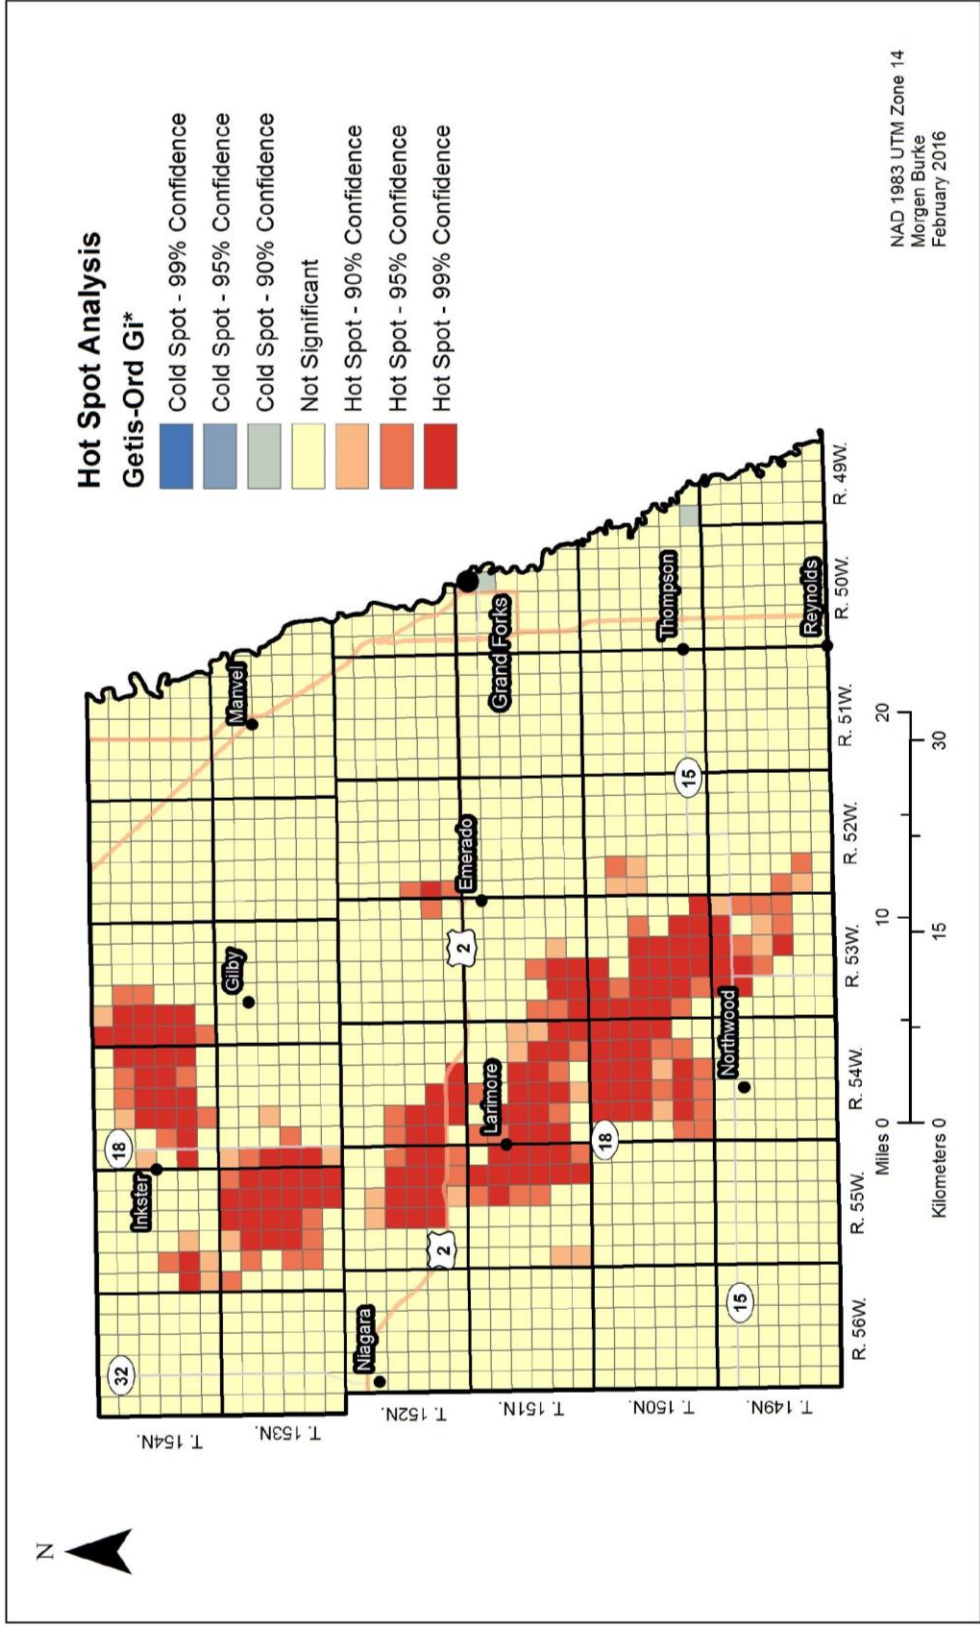 N
Hot Spot Analysis
Getis-Ord Gi*
Cold Spot - 99% Confidence
Cold Spot - 95% Confidence
Cold Spot - 90% Confidence
Not Significant
Hot Spot - 90% Confidence
Hot Spot - 95% Confidence
Hot Spot - 99% Confidence
32
18
Inkster
Gilby
Manvel
Niagara
2
2
Emerado
Grand Forks
Larimore
18
Thompson
15
Northwood
15
Reynolds
T. 154N.
T. 153N.
T. 152N.
T. 151N.
T. 150N.
T. 149N.
R. 56W.
R. 55W.
R. 54W.
R. 53W.
R. 52W.
R. 51W.
R. 50W.
R. 49W.
Miles 0
10
20
Kilometers 0
15
30
NAD 1983 UTM Zone 14
Morgen Burke
February 2016